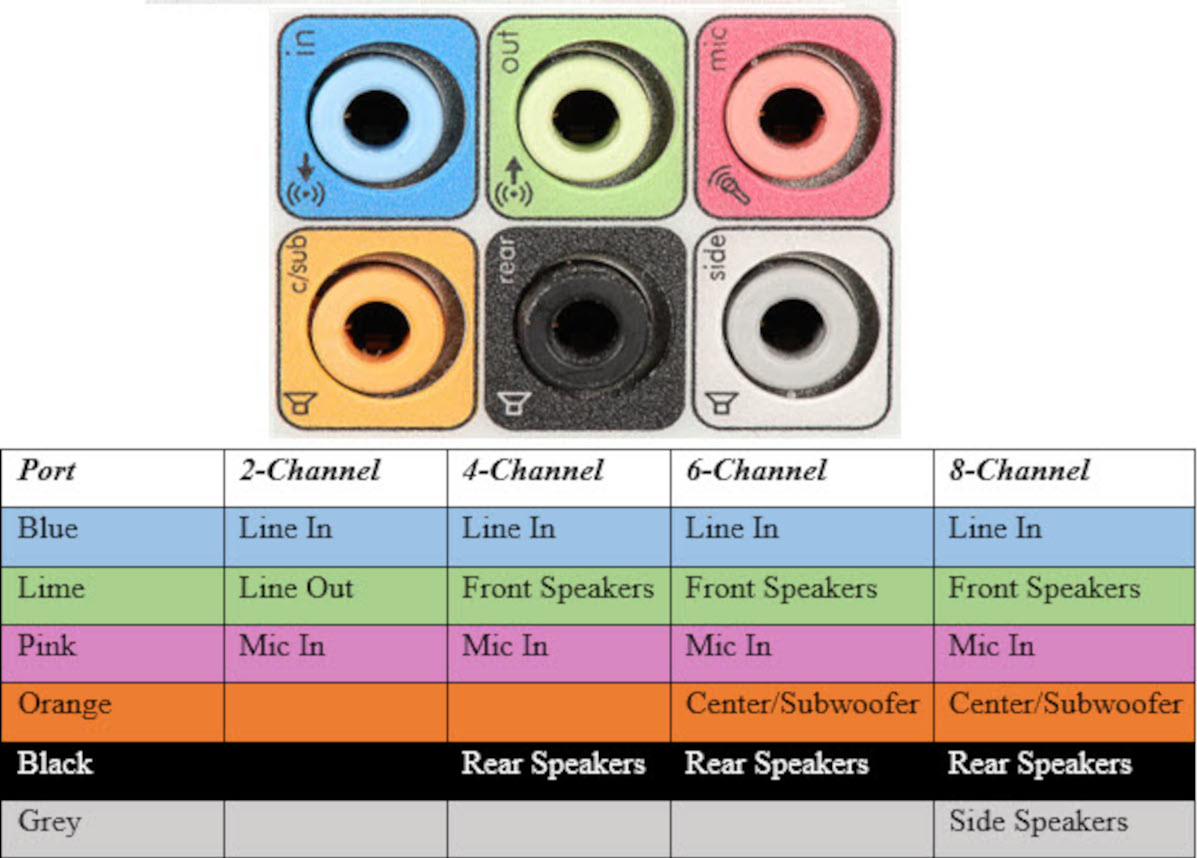 in out mic
c/sub rear side
Port 2-Channel 4-Channel 6-Channel 8-Channel
Blue Line In Line In Line In Line In
Lime Line Out Front Speakers Front Speakers Front Speakers
Pink Mic In Mic In Mic In Mic In
Orange Center/Subwoofer Center/Subwoofer
Black Rear Speakers Rear Speakers Rear Speakers
Grey Side Speakers